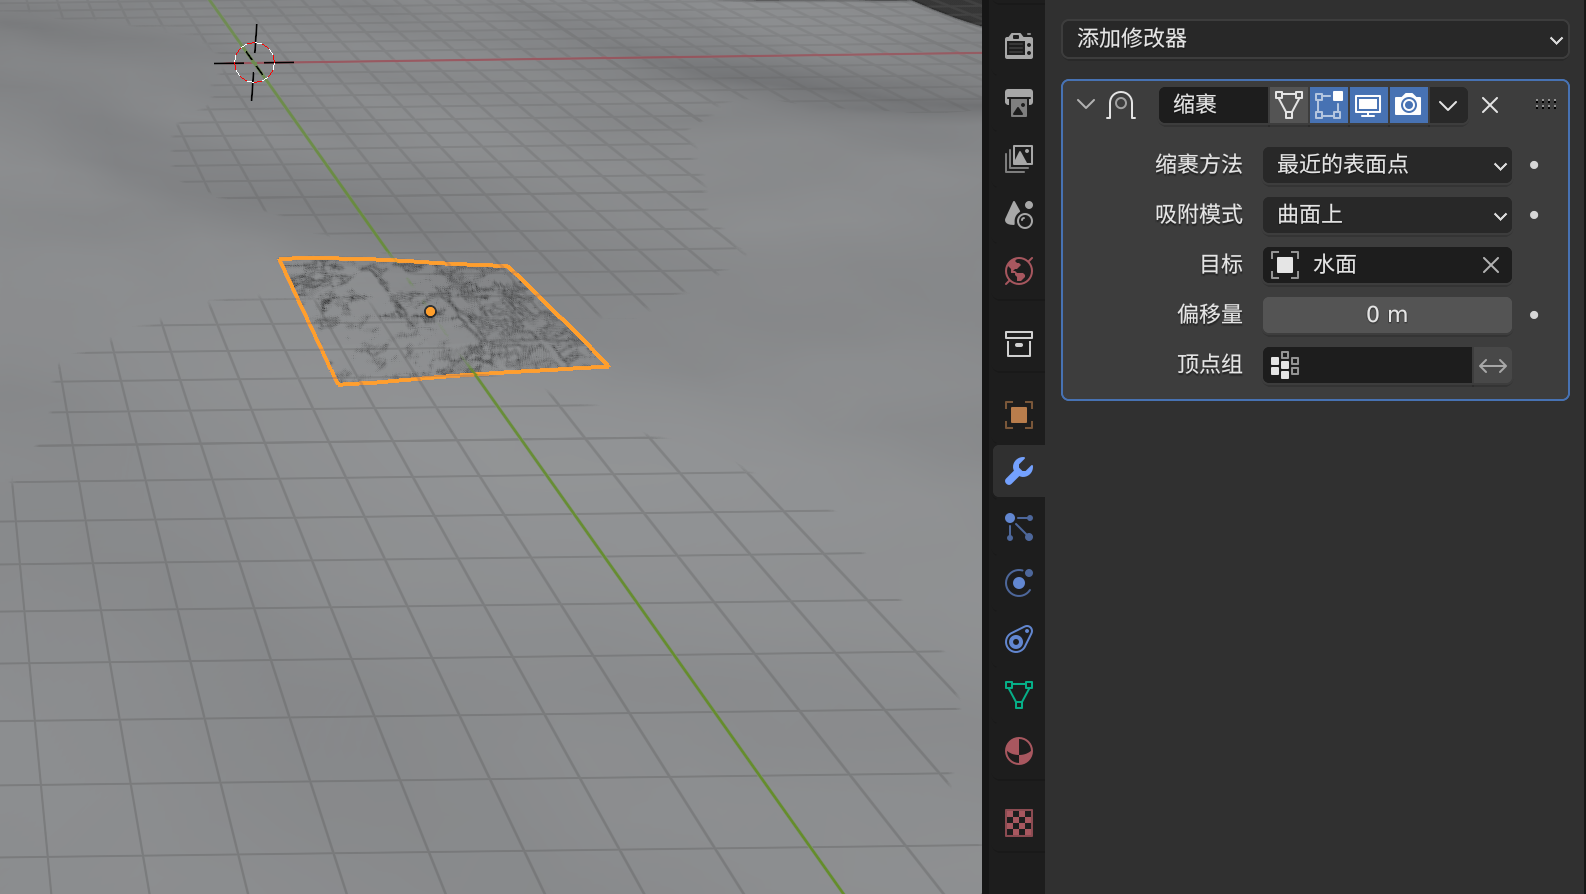 添加修改器
缩裹
缩裹方法 最近的表面点
吸附模式 曲面上
目标 水面
偏移量 0 m
顶点组